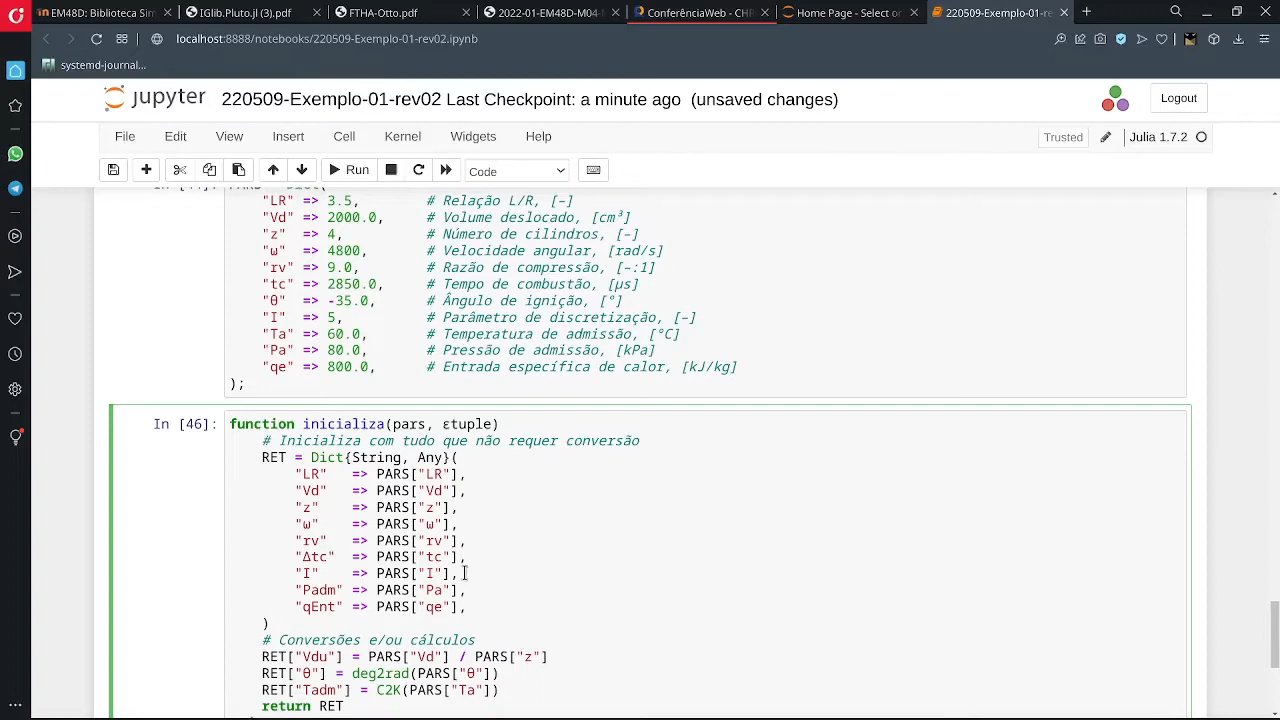 EM48D: Biblioteca Sim
IGlib.Pluto.jl (3).pdf
FTHA-Otto.pdf
2022-01-EM48D-M04-
ConferênciaWeb - CHR
Home Page - Select or
220509-Exemplo-01-re
localhost:8888/notebooks/220509-Exemplo-01-rev02.ipynb
systemd-journal...
jupyter 220509-Exemplo-01-rev02 Last Checkpoint: a minute ago (unsaved changes)
Logout
File Edit View Insert Cell Kernel Widgets Help
Trusted
Julia 1.7.2
Run
Code
"LR" => 3.5, # Relação L/R, [–]
"Vd" => 2000.0, # Volume deslocado, [cm³]
"z" => 4, # Número de cilindros, [–]
"ω" => 4800, # Velocidade angular, [rad/s]
"rv" => 9.0, # Razão de compressão, [–:1]
"tc" => 2850.0, # Tempo de combustão, [μs]
"θ" => -35.0, # Ângulo de ignição, [°]
"I" => 5, # Parâmetro de discretização, [–]
"Ta" => 60.0, # Temperatura de admissão, [°C]
"Pa" => 80.0, # Pressão de admissão, [kPa]
"qe" => 800.0, # Entrada específica de calor, [kJ/kg]
);
In [46]: function inicializa(pars, εtuple)
# Inicializa com tudo que não requer conversão
RET = Dict{String, Any}(
"LR" => PARS["LR"],
"Vd" => PARS["Vd"],
"z" => PARS["z"],
"ω" => PARS["ω"],
"rv" => PARS["rv"],
"Δtc" => PARS["tc"],
"I" => PARS["I"],
"Padm" => PARS["Pa"],
"qEnt" => PARS["qe"],
)
# Conversões e/ou cálculos
RET["Vdu"] = PARS["Vd"] / PARS["z"]
RET["θ"] = deg2rad(PARS["θ"])
RET["Tadm"] = C2K(PARS["Ta"])
return RET